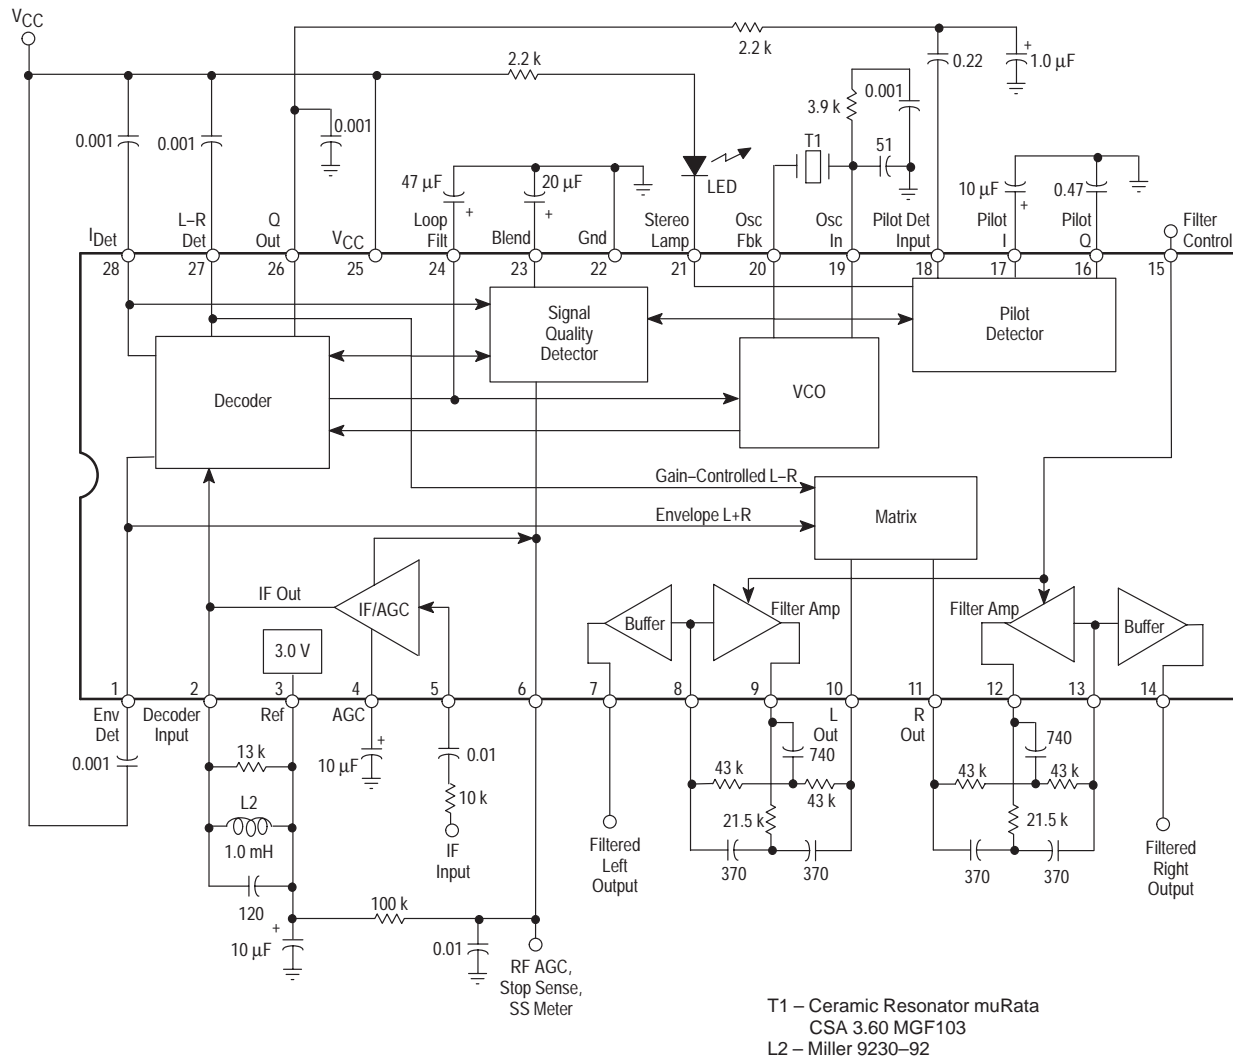 VCC
2.2 k
2.2 k
0.22
+
1.0 µF
0.001
0.001
0.001
3.9 k
0.001
T1
51
LED
47 µF
+
20 µF
+
10 µF
+
0.47
IDet
L–R
Det
Q
Out
VCC
Loop
Filt
Blend
Gnd
Stereo
Lamp
Osc
Fbk
Osc
In
Pilot Det
Input
Pilot
I
Pilot
Q
Filter
Control
28
27
26
25
24
23
22
21
20
19
18
17
16
15
Decoder
Signal
Quality
Detector
VCO
Pilot
Detector
Gain–Controlled L–R
Envelope L+R
Matrix
IF Out
IF/AGC
3.0 V
Buffer
Filter Amp
Filter Amp
Buffer
1
2
3
4
5
6
7
8
9
10
11
12
13
14
Env
Det
Decoder
Input
Ref
AGC
L
Out
R
Out
0.001
13 k
L2
1.0 mH
120
+
10 µF
+
10 µF
0.01
10 k
IF
Input
100 k
0.01
RF AGC,
Stop Sense,
SS Meter
Filtered
Left
Output
43 k
740
43 k
21.5 k
370
370
43 k
740
43 k
21.5 k
370
370
Filtered
Right
Output
T1 – Ceramic Resonator muRata
CSA 3.60 MGF103
L2 – Miller 9230–92